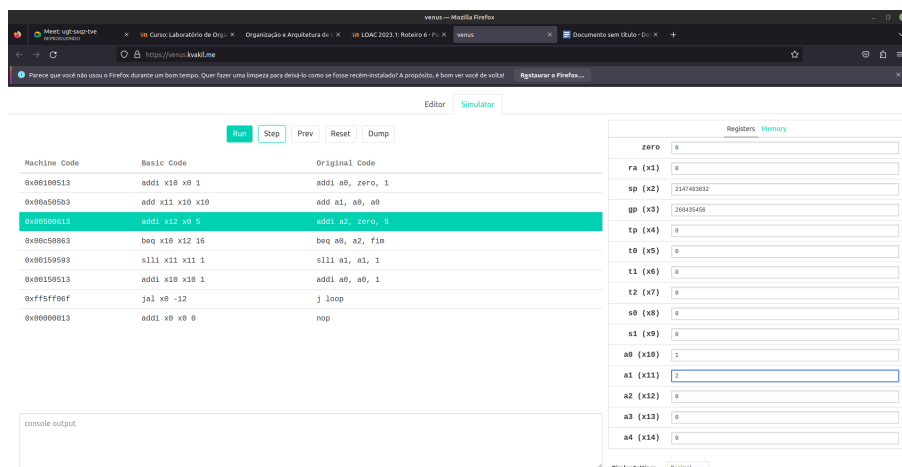 venus — Mozilla Firefox
Meet: ugt-sxqz-tve
REPRODUZINDO
Curso: Laboratório de Orga
Organização e Arquitetura de C
LOAC 2023.1: Roteiro 6 - Pa
venus
Documento sem título - Do
https://venus.kvakil.me
Parece que você não usou o Firefox durante um bom tempo. Quer fazer uma limpeza para deixá-lo como se fosse recém-instalado? A propósito, é bom ver você de volta! Restaurar o Firefox...
Editor Simulator
Run Step Prev Reset Dump
Machine Code Basic Code Original Code
0x00100513 addi x10 x0 1 addi a0, zero, 1
0x00a505b3 add x11 x10 x10 add a1, a0, a0
0x00500613 addi x12 x0 5 addi a2, zero, 5
0x00c50863 beq x10 x12 16 beq a0, a2, fim
0x00159593 slli x11 x11 1 slli a1, a1, 1
0x00150513 addi x10 x10 1 addi a0, a0, 1
0xff5ff06f jal x0 -12 j loop
0x00000013 addi x0 x0 0 nop
console output
Registers Memory
zero 0
ra (x1) 0
sp (x2) 2147483632
gp (x3) 268435456
tp (x4) 0
t0 (x5) 0
t1 (x6) 0
t2 (x7) 0
s0 (x8) 0
s1 (x9) 0
a0 (x10) 1
a1 (x11) 2
a2 (x12) 0
a3 (x13) 0
a4 (x14) 0
Display Settings Decimal